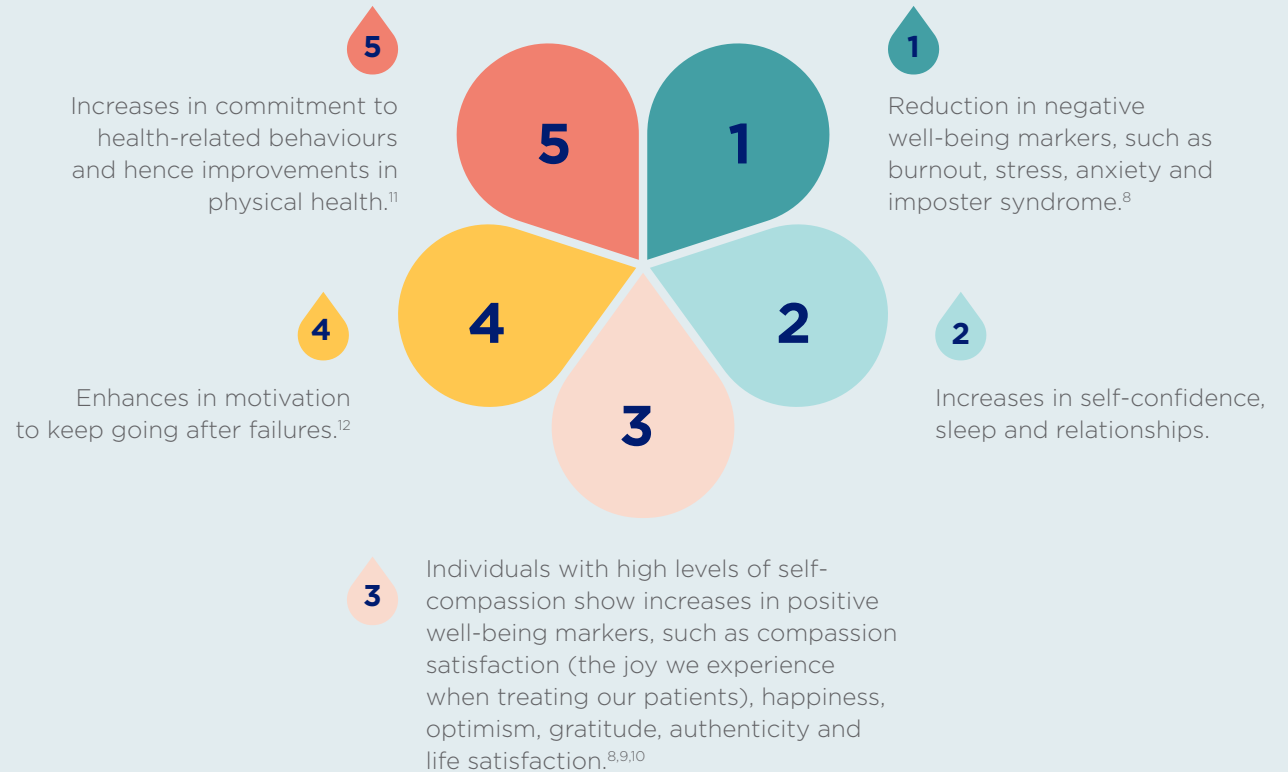 1
Reduction in negative
well-being markers, such as
burnout, stress, anxiety and
imposter syndrome.⁸
2
Increases in self-confidence,
sleep and relationships.
3
Individuals with high levels of self-
compassion show increases in positive
well-being markers, such as compassion
satisfaction (the joy we experience
when treating our patients), happiness,
optimism, gratitude, authenticity and
life satisfaction.⁸,⁹,¹⁰
4
Enhances in motivation
to keep going after failures.¹²
5
Increases in commitment to
health-related behaviours
and hence improvements in
physical health.¹¹
5
1
4
2
3